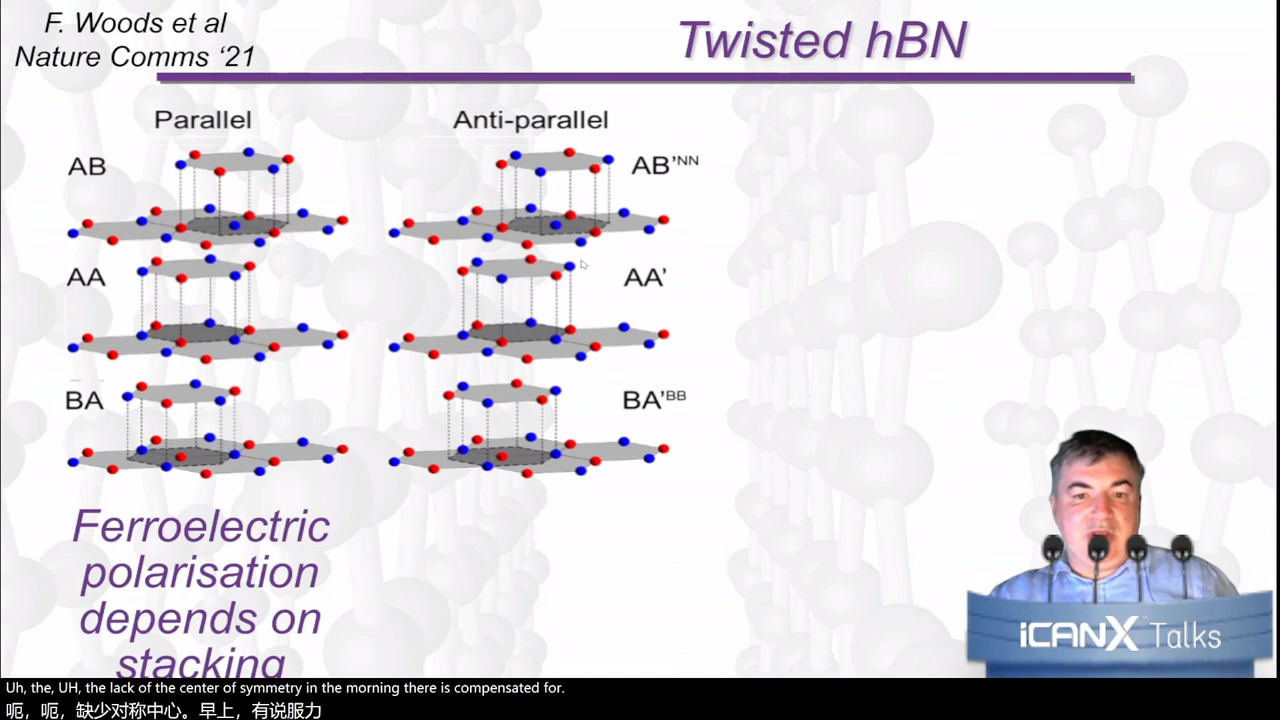 F. Woods et al
Nature Comms ‘21
Twisted hBN
Parallel
Anti-parallel
AB
AB’NN
AA
AA’
BA
BA’BB
Ferroelectric
polarisation
depends on
stacking
iCANX Talks
Uh, the, UH, the lack of the center of symmetry in the morning there is compensated for.
呃，呃，缺少对称中心。早上，有说服力